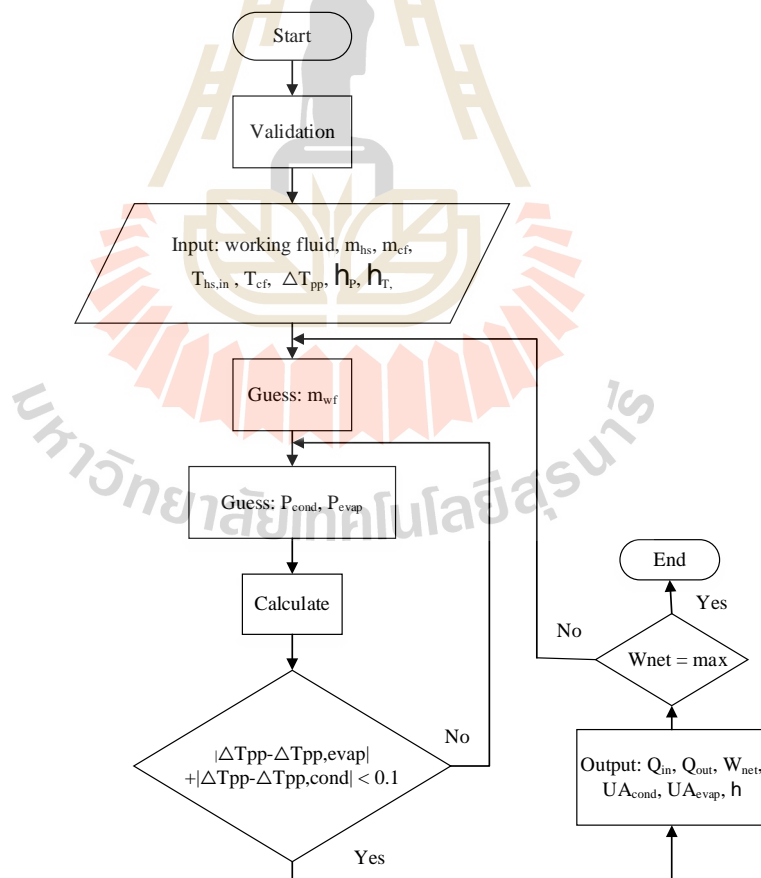 Start
Validation
Input: working fluid, mhs, mcf,
Ths,in , Tcf, △Tpp, hP, hT,
Guess: mwf
Guess: Pcond, Pevap
Calculate
|△Tpp-△Tpp,evap|
+|△Tpp-△Tpp,cond| < 0.1
No
Yes
End
Yes
No
Wnet = max
Output: Qin, Qout, Wnet,
UAcond, UAevap, h
มหาวิทยาลัยเทคโนโลยีสุรนารี